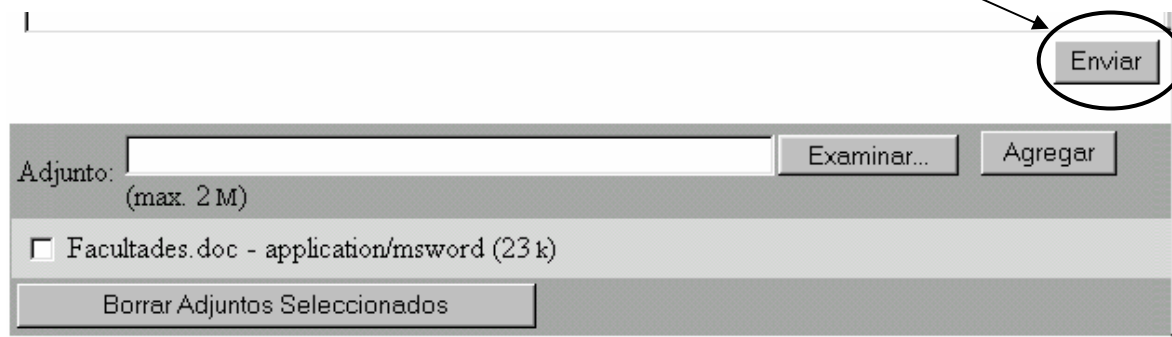 Enviar
Adjunto: Examinar... Agregar
(max. 2 M)
Facultades.doc - application/msword (23 k)
Borrar Adjuntos Seleccionados